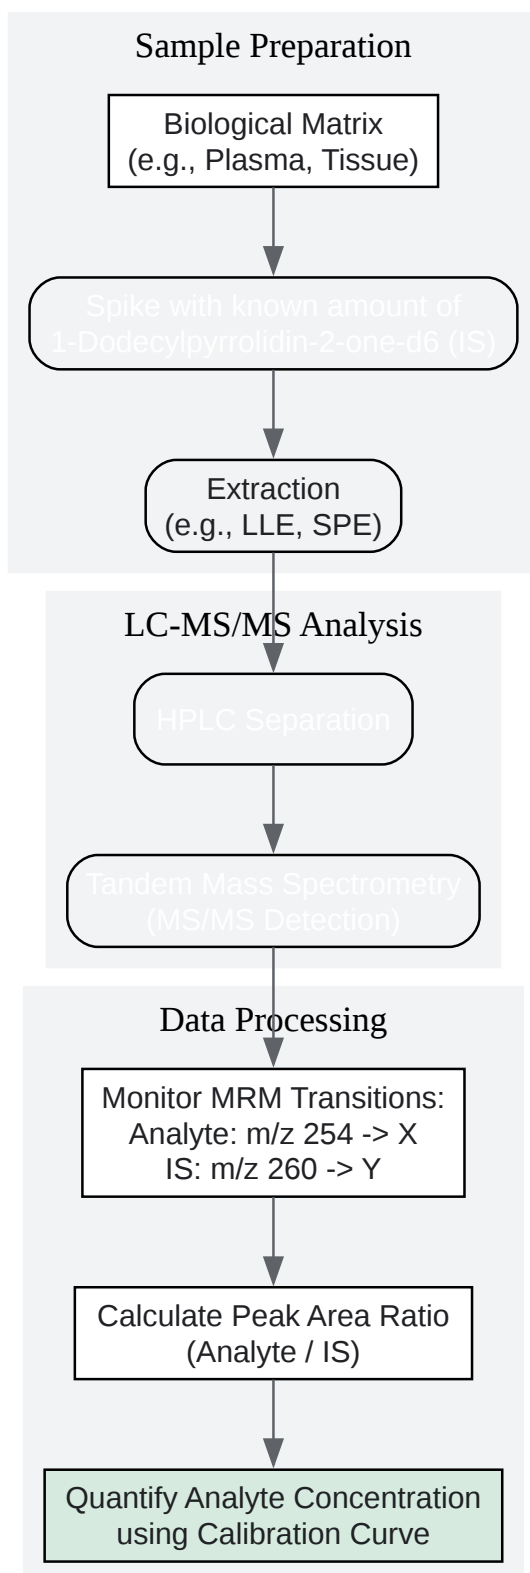 Sample Preparation
Biological Matrix
(e.g., Plasma, Tissue)
Spike with known amount of
1-Dodecylpyrrolidin-2-one-d6 (IS)
Extraction
(e.g., LLE, SPE)
LC-MS/MS Analysis
HPLC Separation
Tandem Mass Spectrometry
(MS/MS Detection)
Data Processing
Monitor MRM Transitions:
Analyte: m/z 254 -> X
IS: m/z 260 -> Y
Calculate Peak Area Ratio
(Analyte / IS)
Quantify Analyte Concentration
using Calibration Curve